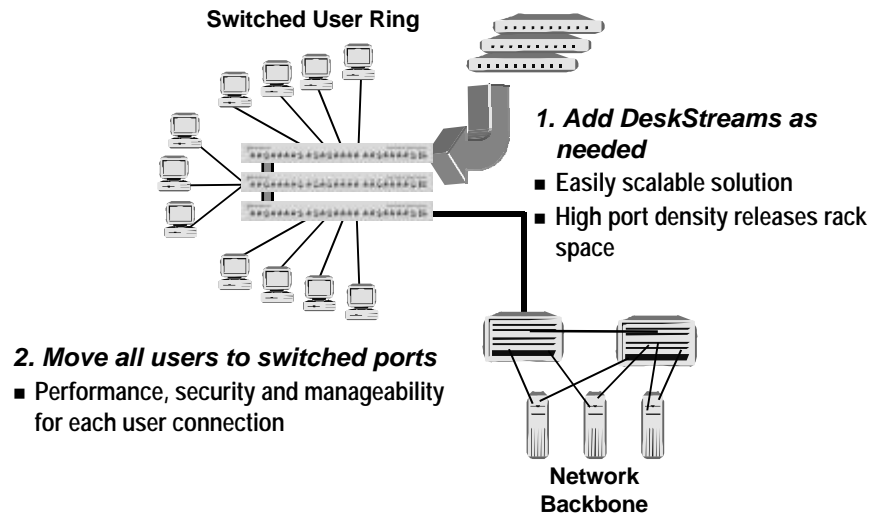 Switched User Ring
1. Add DeskStreams as
needed
■ Easily scalable solution
■ High port density releases rack
space
2. Move all users to switched ports
■ Performance, security and manageability
for each user connection
Network
Backbone